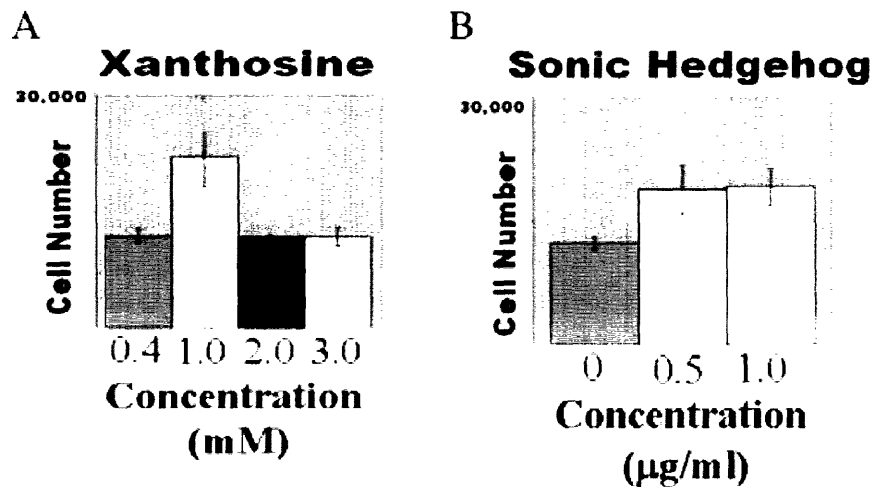 A
Xanthosine
30,000
Cell Number
0.4 1.0 2.0 3.0
Concentration
(mM)
B
Sonic Hedgehog
30,000
Cell Number
0 0.5 1.0
Concentration
(μg/ml)